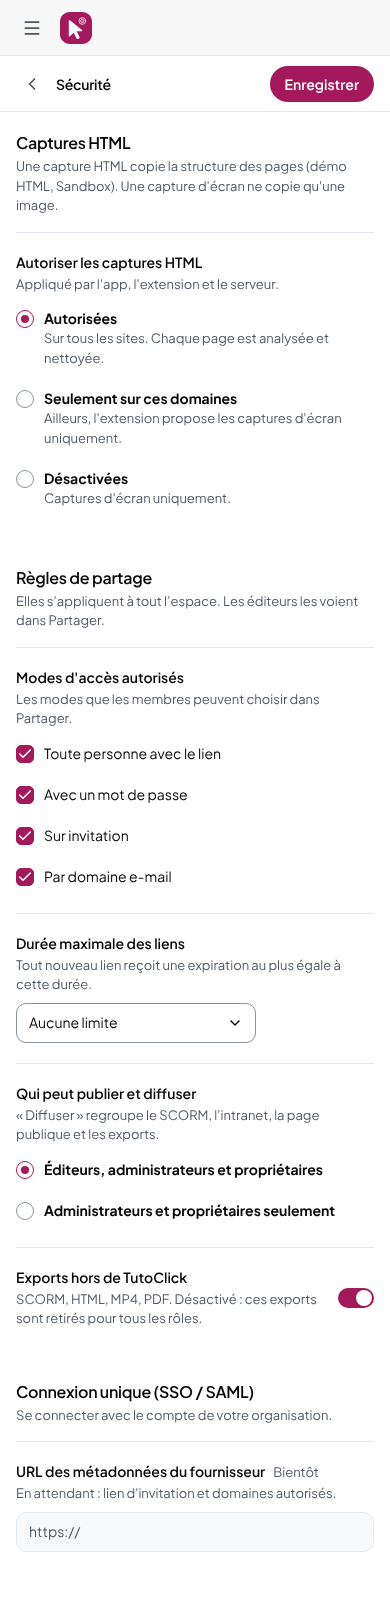 Sécurité
Enregistrer
Captures HTML
Une capture HTML copie la structure des pages (démo
HTML, Sandbox). Une capture d'écran ne copie qu'une
image.
Autoriser les captures HTML
Appliqué par l'app, l'extension et le serveur.
Autorisées
Sur tous les sites. Chaque page est analysée et
nettoyée.
Seulement sur ces domaines
Ailleurs, l'extension propose les captures d'écran
uniquement.
Désactivées
Captures d'écran uniquement.
Règles de partage
Elles s'appliquent à tout l'espace. Les éditeurs les voient
dans Partager.
Modes d'accès autorisés
Les modes que les membres peuvent choisir dans
Partager.
Toute personne avec le lien
Avec un mot de passe
Sur invitation
Par domaine e-mail
Durée maximale des liens
Tout nouveau lien reçoit une expiration au plus égale à
cette durée.
Aucune limite
Qui peut publier et diffuser
« Diffuser » regroupe le SCORM, l'intranet, la page
publique et les exports.
Éditeurs, administrateurs et propriétaires
Administrateurs et propriétaires seulement
Exports hors de TutoClick
SCORM, HTML, MP4, PDF. Désactivé : ces exports
sont retirés pour tous les rôles.
Connexion unique (SSO / SAML)
Se connecter avec le compte de votre organisation.
URL des métadonnées du fournisseur Bientôt
En attendant : lien d'invitation et domaines autorisés.
https://